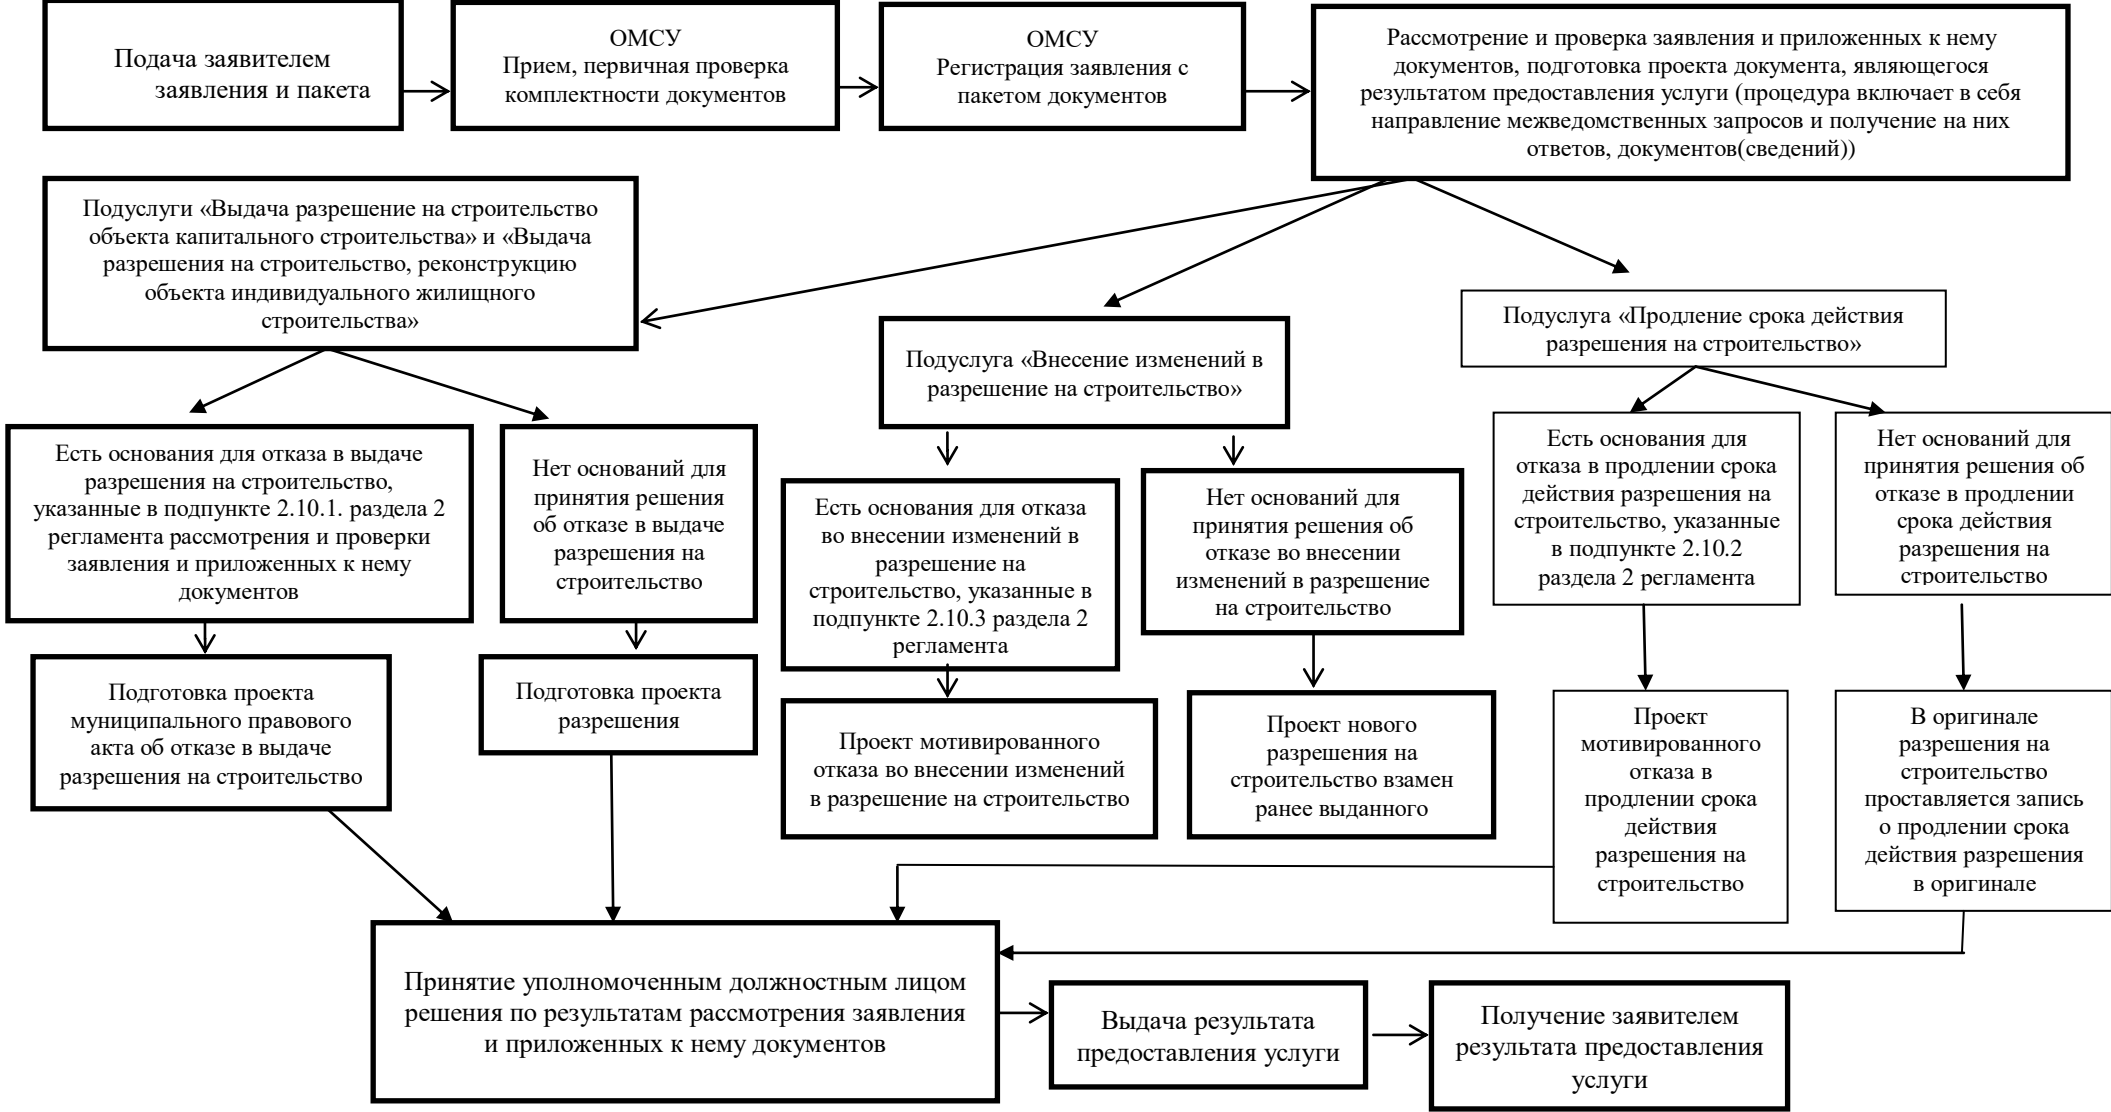 Подача заявителем
заявления и пакета
ОМСУ
Прием, первичная проверка
комплектности документов
ОМСУ
Регистрация заявления с
пакетом документов
Рассмотрение и проверка заявления и приложенных к нему
документов, подготовка проекта документа, являющегося
результатом предоставления услуги (процедура включает в себя
направление межведомственных запросов и получение на них
ответов, документов(сведений))
Подуслуги «Выдача разрешение на строительство
объекта капитального строительства» и «Выдача
разрешения на строительство, реконструкцию
объекта индивидуального жилищного
строительства»
Подуслуга «Внесение изменений в
разрешение на строительство»
Подуслуга «Продление срока действия
разрешения на строительство»
Есть основания для отказа в выдаче
разрешения на строительство,
указанные в подпункте 2.10.1. раздела 2
регламента рассмотрения и проверки
заявления и приложенных к нему
документов
Нет оснований для
принятия решения
об отказе в выдаче
разрешения на
строительство
Есть основания для отказа
во внесении изменений в
разрешение на
строительство, указанные в
подпункте 2.10.3 раздела 2
регламента
Нет оснований для
принятия решения об
отказе во внесении
изменений в разрешение
на строительство
Есть основания для
отказа в продлении срока
действия разрешения на
строительство, указанные
в подпункте 2.10.2
раздела 2 регламента
Нет оснований для
принятия решения об
отказе в продлении
срока действия
разрешения на
строительство
Подготовка проекта
муниципального правового
акта об отказе в выдаче
разрешения на строительство
Подготовка проекта
разрешения
Проект мотивированного
отказа во внесении изменений
в разрешение на строительство
Проект нового
разрешения на
строительство взамен
ранее выданного
Проект
мотивированного
отказа в
продлении срока
действия
разрешения на
строительство
В оригинале
разрешения на
строительство
проставляется запись
о продлении срока
действия разрешения
в оригинале
Принятие уполномоченным должностным лицом
решения по результатам рассмотрения заявления
и приложенных к нему документов
Выдача результата
предоставления услуги
Получение заявителем
результата предоставления
услуги